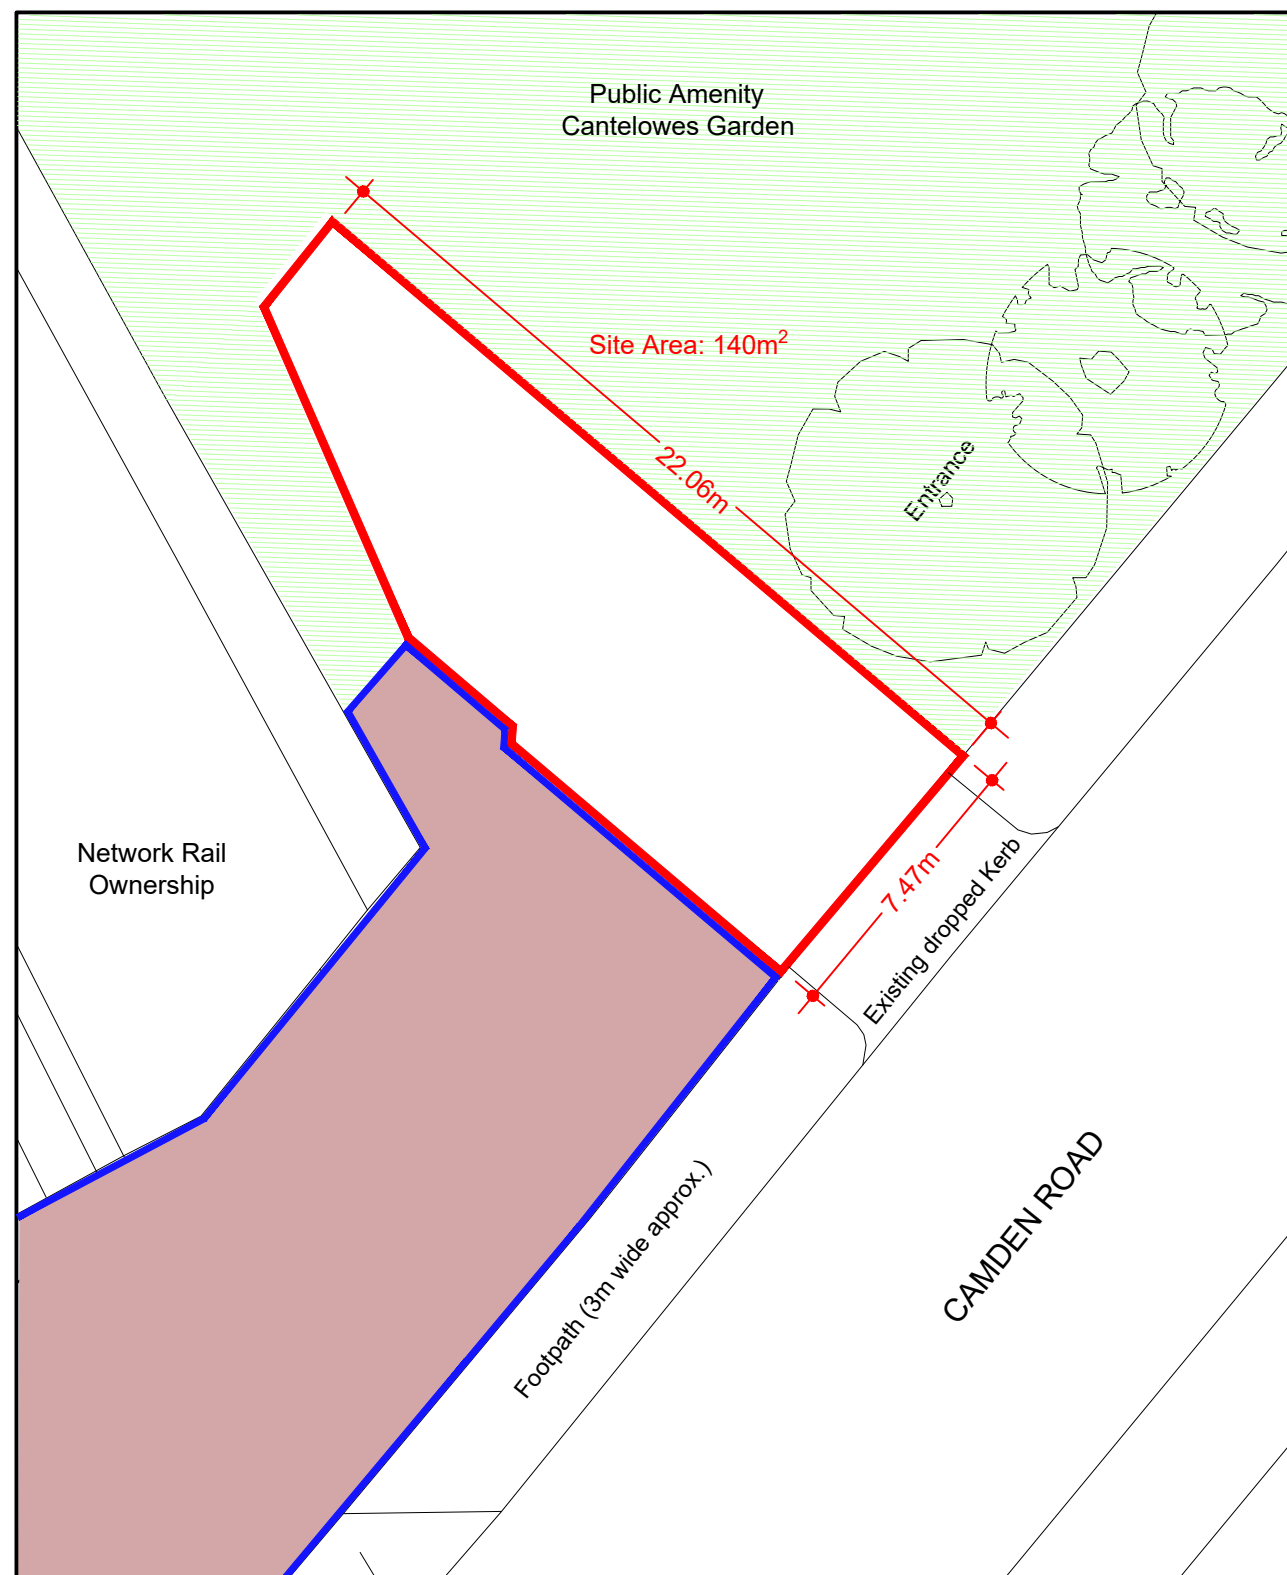 Public Amenity
Cantelowes Garden
Site Area: 140m²
22.06m
Entrance
Network Rail
Ownership
7.47m
Existing dropped Kerb
Footpath (3m wide approx.)
CAMDEN ROAD